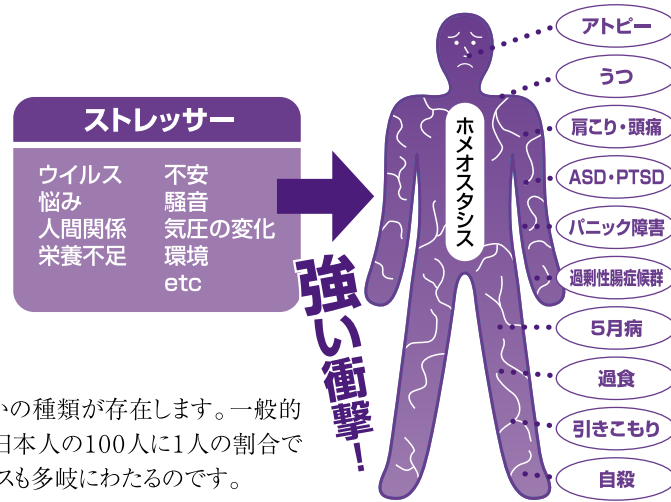 ストレッサー
ウイルス
悩み
人間関係
栄養不足
不安
騒音
気圧の変化
環境
etc
強い衝撃！
ホメオスタシス
アトピー
うつ
肩こり・頭痛
ASD・PTSD
パニック障害
過剰性腸症候群
5月病
過食
引きこもり
自殺
の種類が存在します。一般的
日本人の100人に1人の割合で
スも多岐にわたるのです。